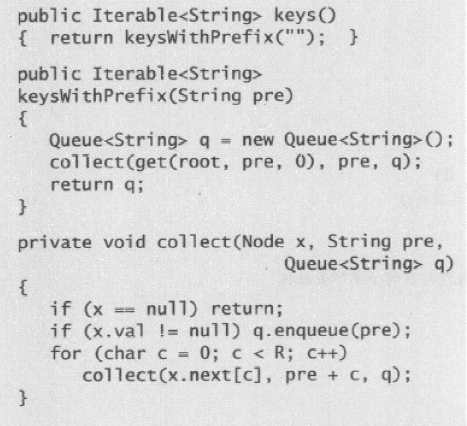 public Iterable<String> keys()
{  return keysWithPrefix("");  }
public Iterable<String>
keysWithPrefix(String pre)
{
   Queue<String> q = new Queue<String>();
   collect(get(root, pre, 0), pre, q);
   return q;
}
private void collect(Node x, String pre,
                          Queue<String> q)
{
   if (x == null) return;
   if (x.val != null) q.enqueue(pre);
   for (char c = 0; c < R; c++)
      collect(x.next[c], pre + c, q);
}